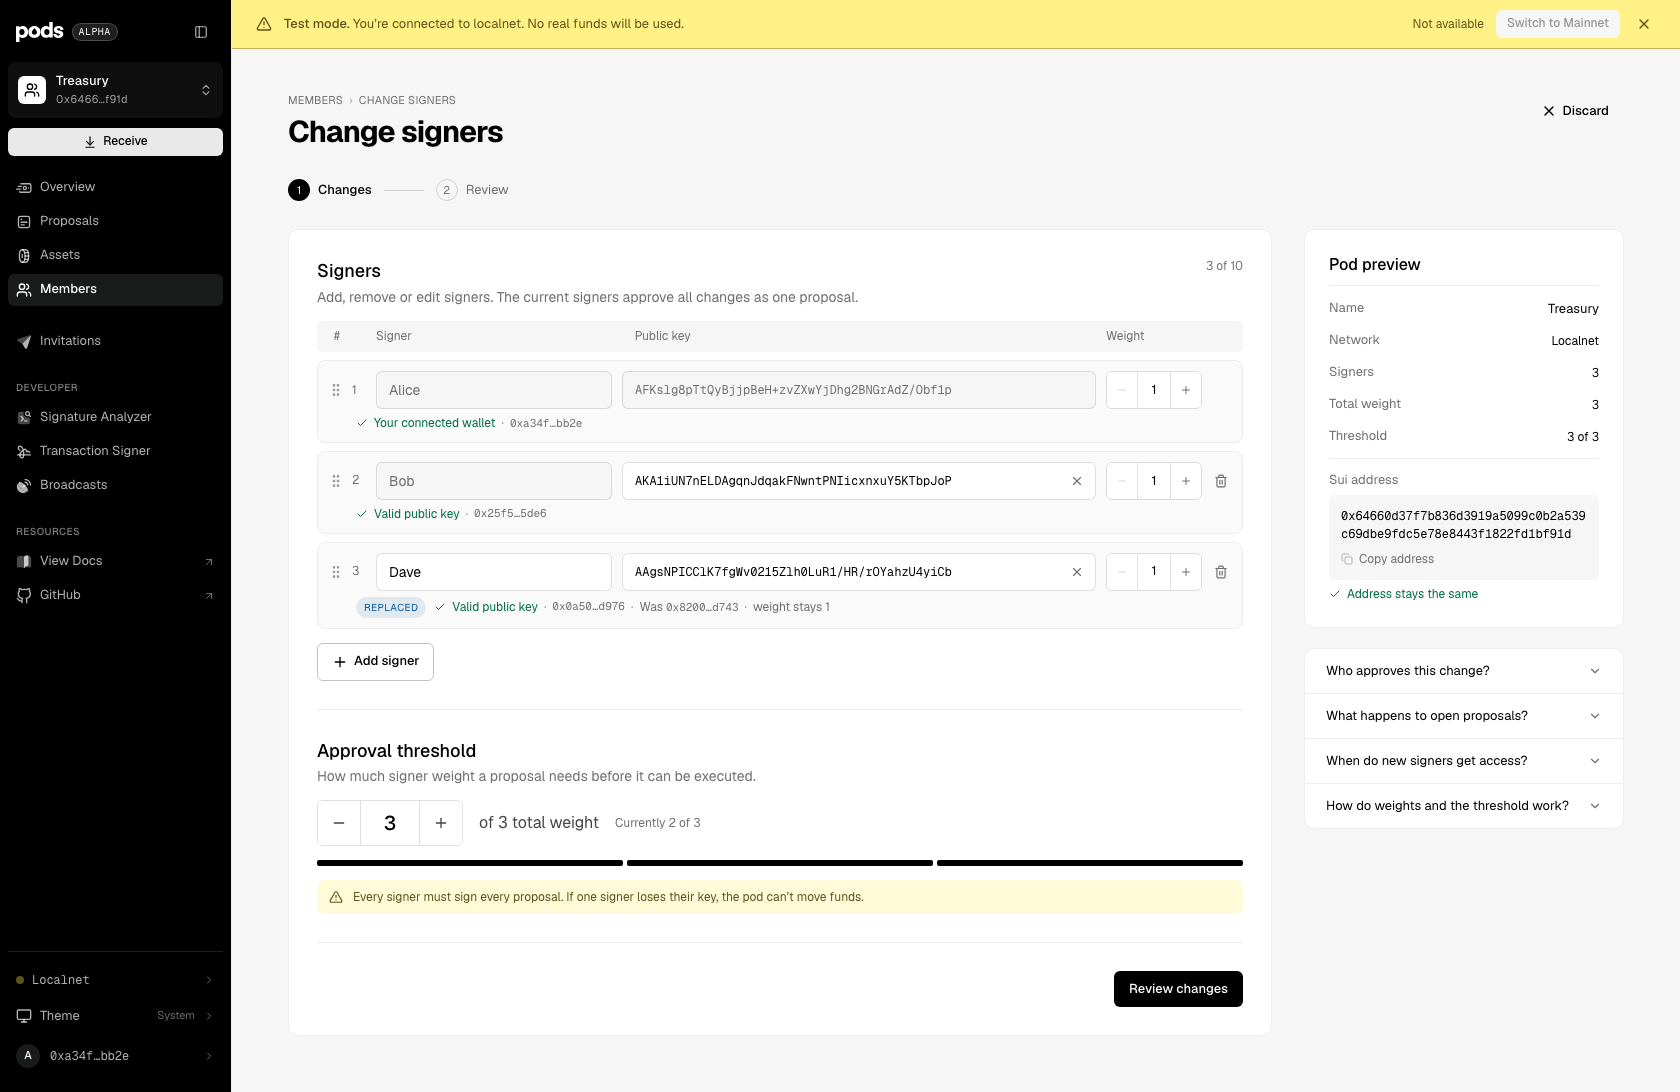 pods
ALPHA
Treasury
0x6466…f91d
Receive
Overview
Proposals
Assets
Members
Invitations
DEVELOPER
Signature Analyzer
Transaction Signer
Broadcasts
RESOURCES
View Docs
GitHub
Localnet
Theme System
A 0xa34f…bb2e
Test mode. You’re connected to localnet. No real funds will be used.
Not available
Switch to Mainnet
MEMBERS › CHANGE SIGNERS
Change signers
Discard
1 Changes
2 Review
Signers
3 of 10
Add, remove or edit signers. The current signers approve all changes as one proposal.
# Signer Public key Weight
1 Alice AFKslg8pTtQyBjjpBeH+zvZXwYjDhg2BNGrAdZ/Obf1p 1
Your connected wallet · 0xa34f…bb2e
2 Bob AKA1iUN7nELDAgqnJdqakFNwntPNIicxnxuY5KTbpJoP 1
Valid public key · 0x25f5…5de6
3 Dave AAgsNPICClK7fgWv0215Zlh0LuR1/HR/rOYahzU4yiCb 1
REPLACED Valid public key · 0x0a50…d976 · Was 0x8200…d743 · weight stays 1
Add signer
Approval threshold
How much signer weight a proposal needs before it can be executed.
3 of 3 total weight Currently 2 of 3
Every signer must sign every proposal. If one signer loses their key, the pod can’t move funds.
Review changes
Pod preview
Name Treasury
Network Localnet
Signers 3
Total weight 3
Threshold 3 of 3
Sui address
0x64660d37f7b836d3919a5099c0b2a539
c69dbe9fdc5e78e8443f1822fd1bf91d
Copy address
Address stays the same
Who approves this change?
What happens to open proposals?
When do new signers get access?
How do weights and the threshold work?